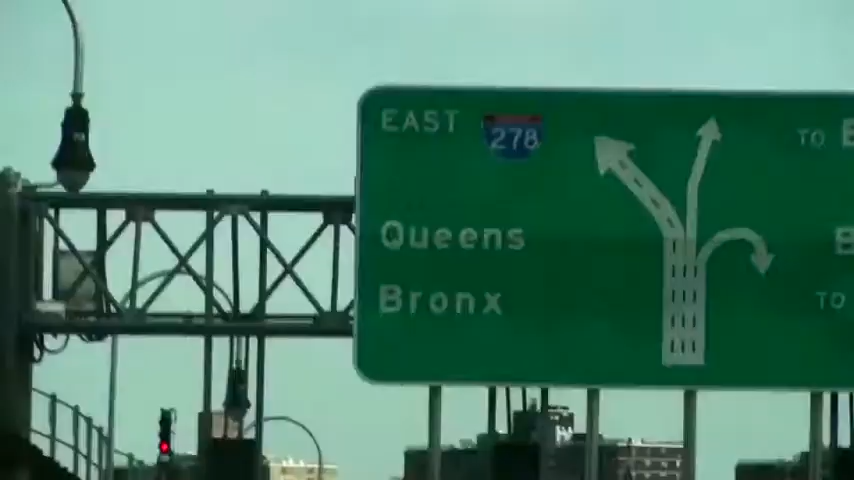 EAST 278
TO
Queens
Bronx
TO